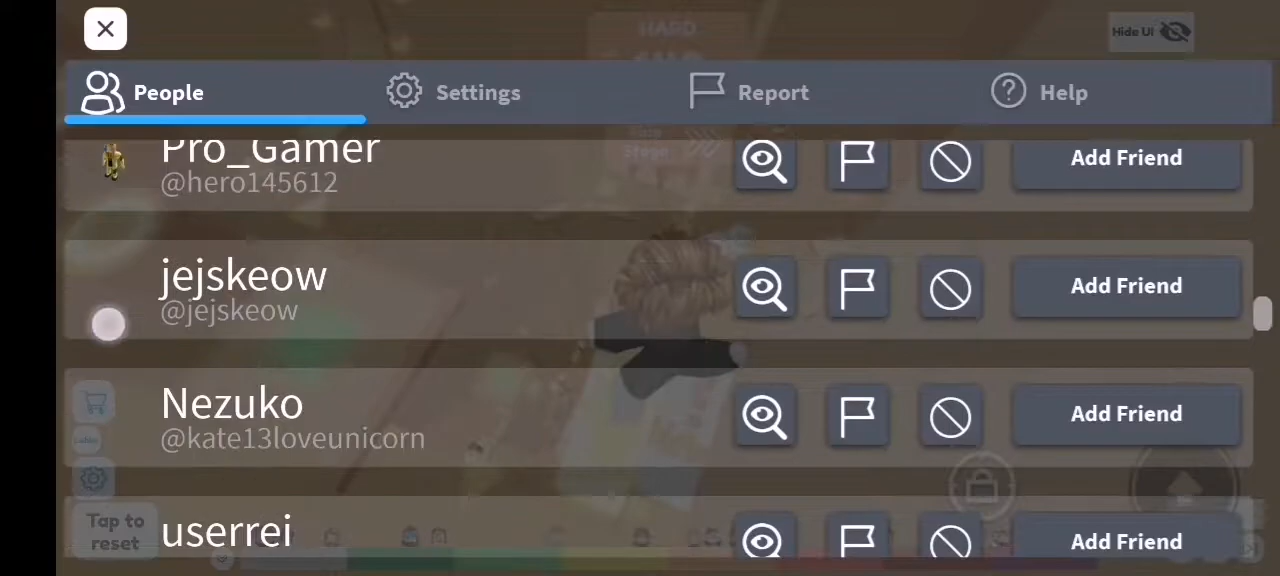 HARD
Hide UI
People
Settings
Report
Help
Pro_Gamer
@hero145612
Add Friend
jejskeow
@jejskeow
Add Friend
Nezuko
@kate13loveunicorn
Add Friend
Tap to
reset
userrei
Add Friend